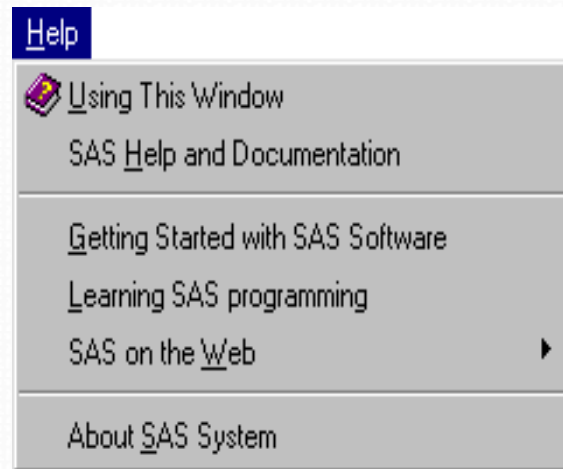 Help
Using This Window
SAS Help and Documentation
Getting Started with SAS Software
Learning SAS programming
SAS on the Web
About SAS System